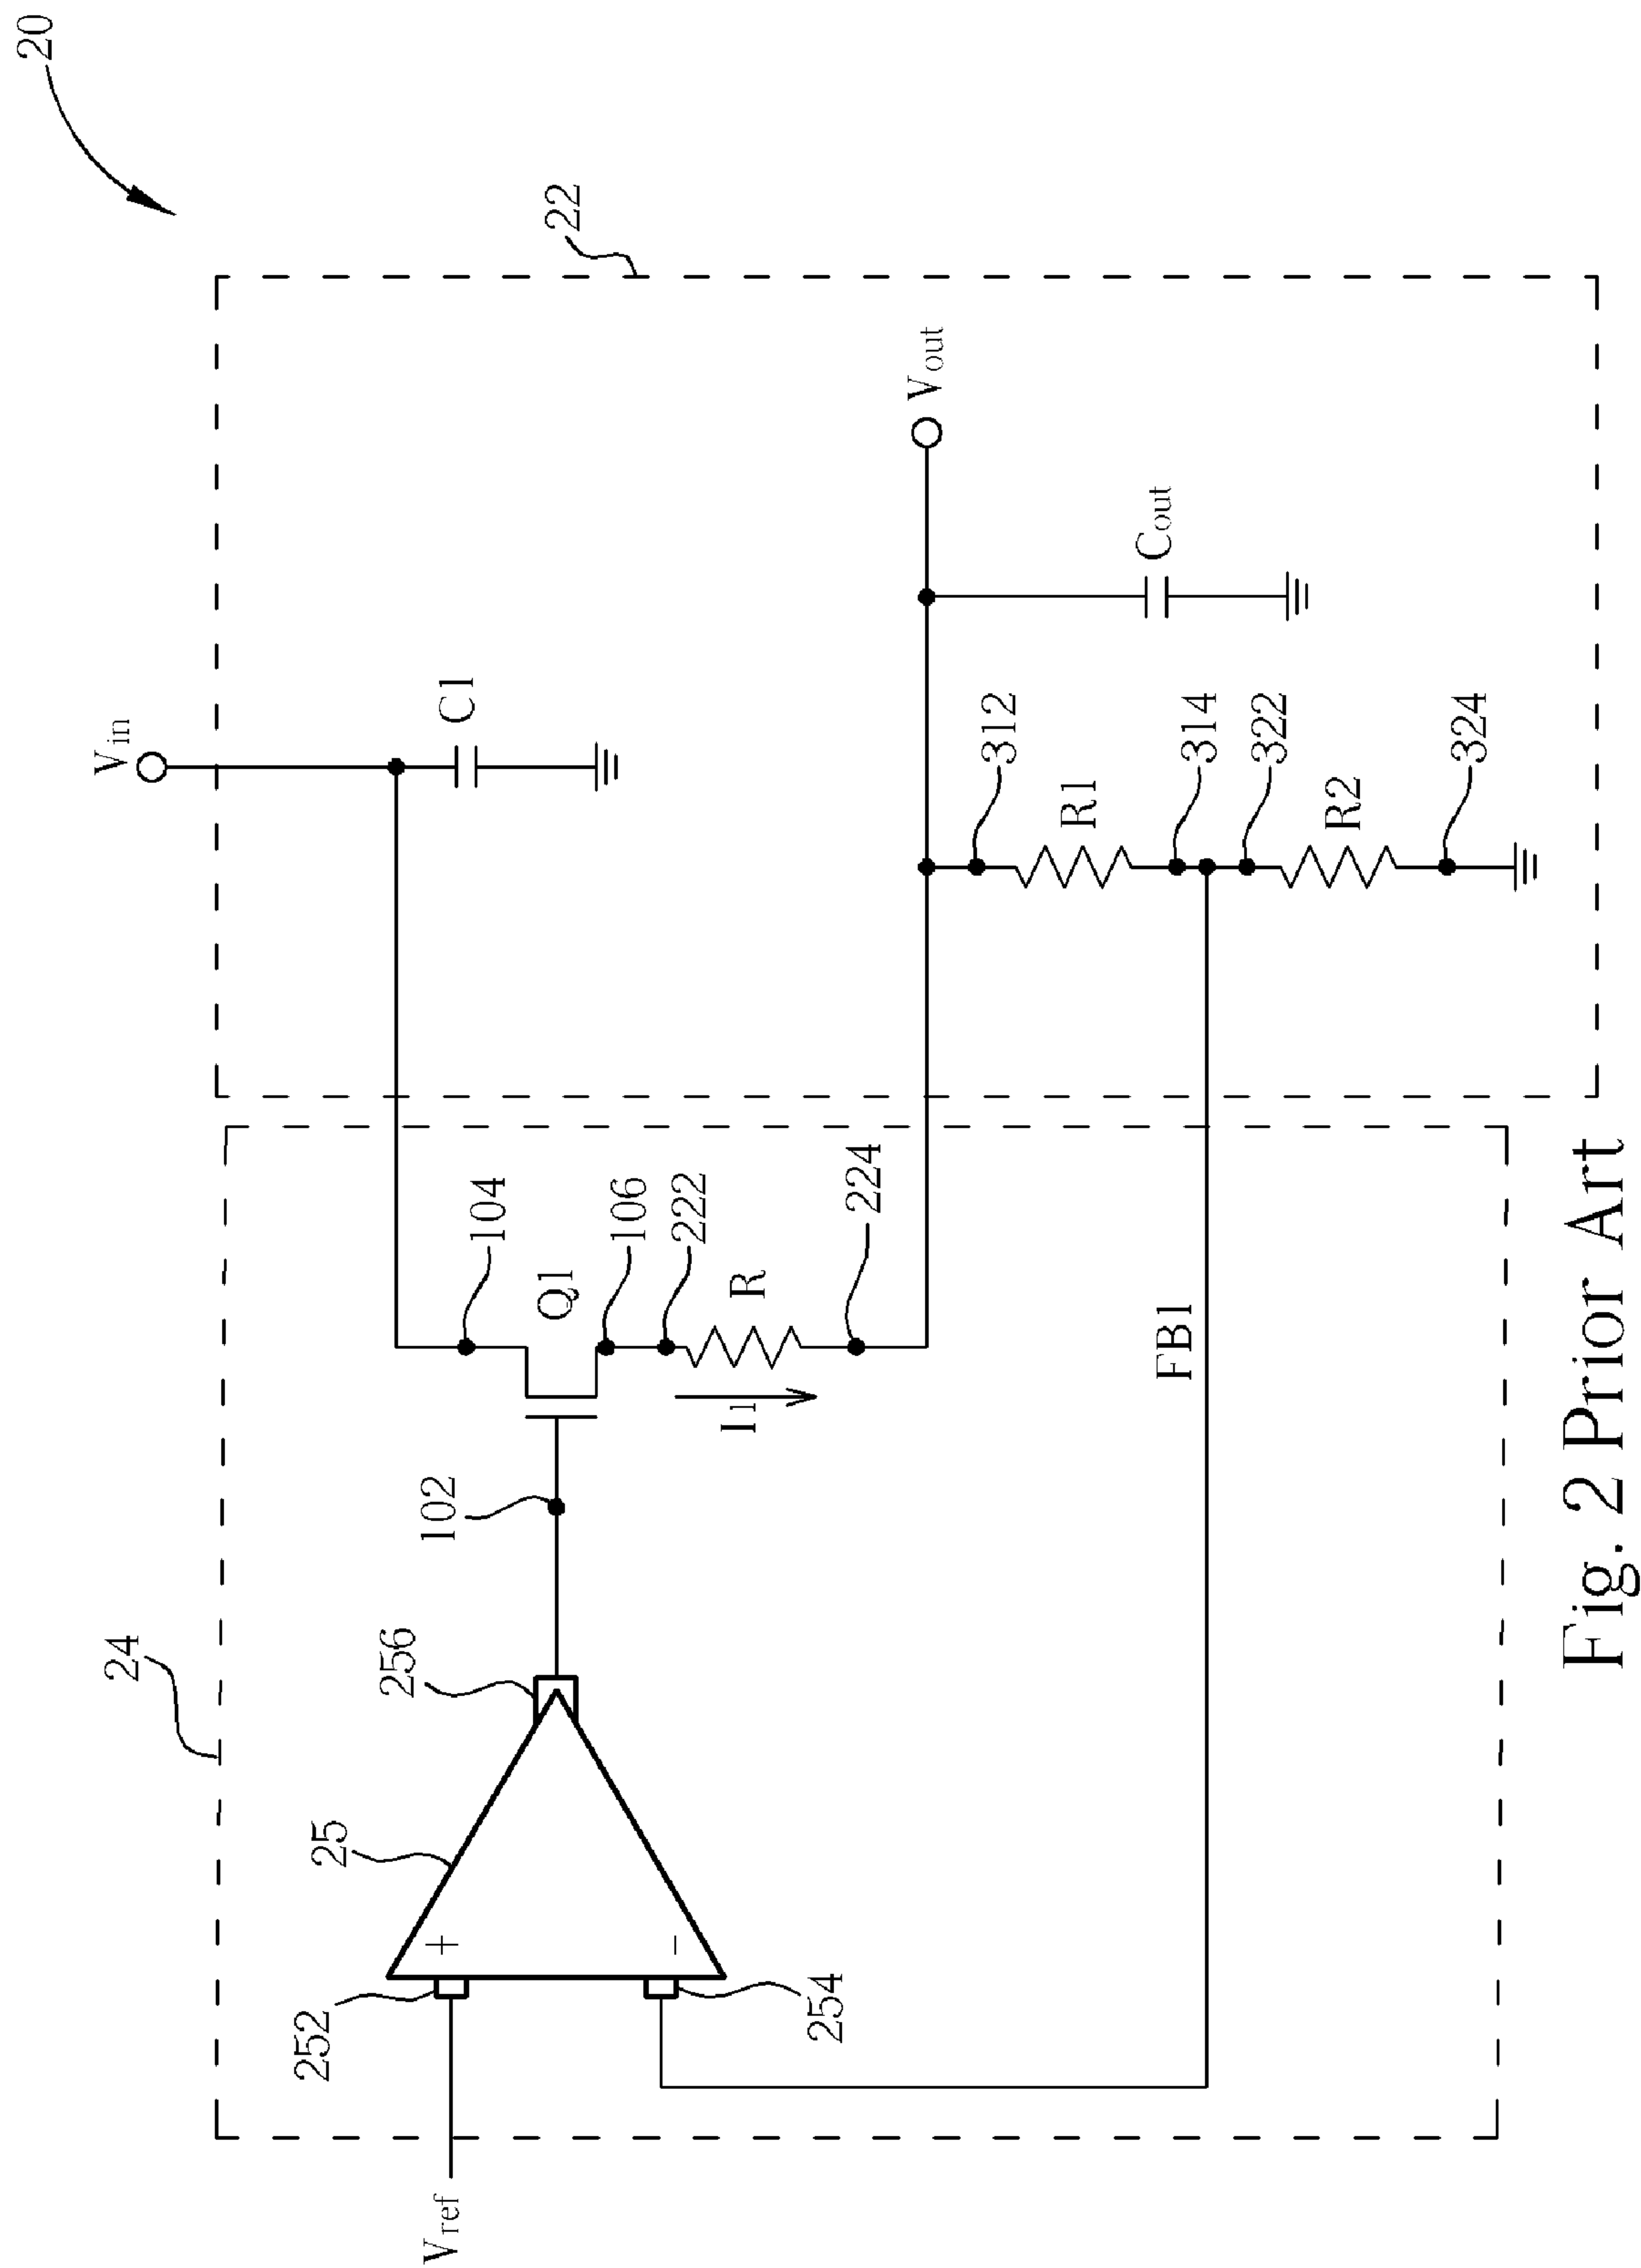 20
22
24
Vin
C1
104
Q1
106
222
R
I1
224
102
256
25
+
-
252
254
Vref
Vout
Cout
312
R1
314
322
R2
324
FB1
Fig. 2 Prior Art